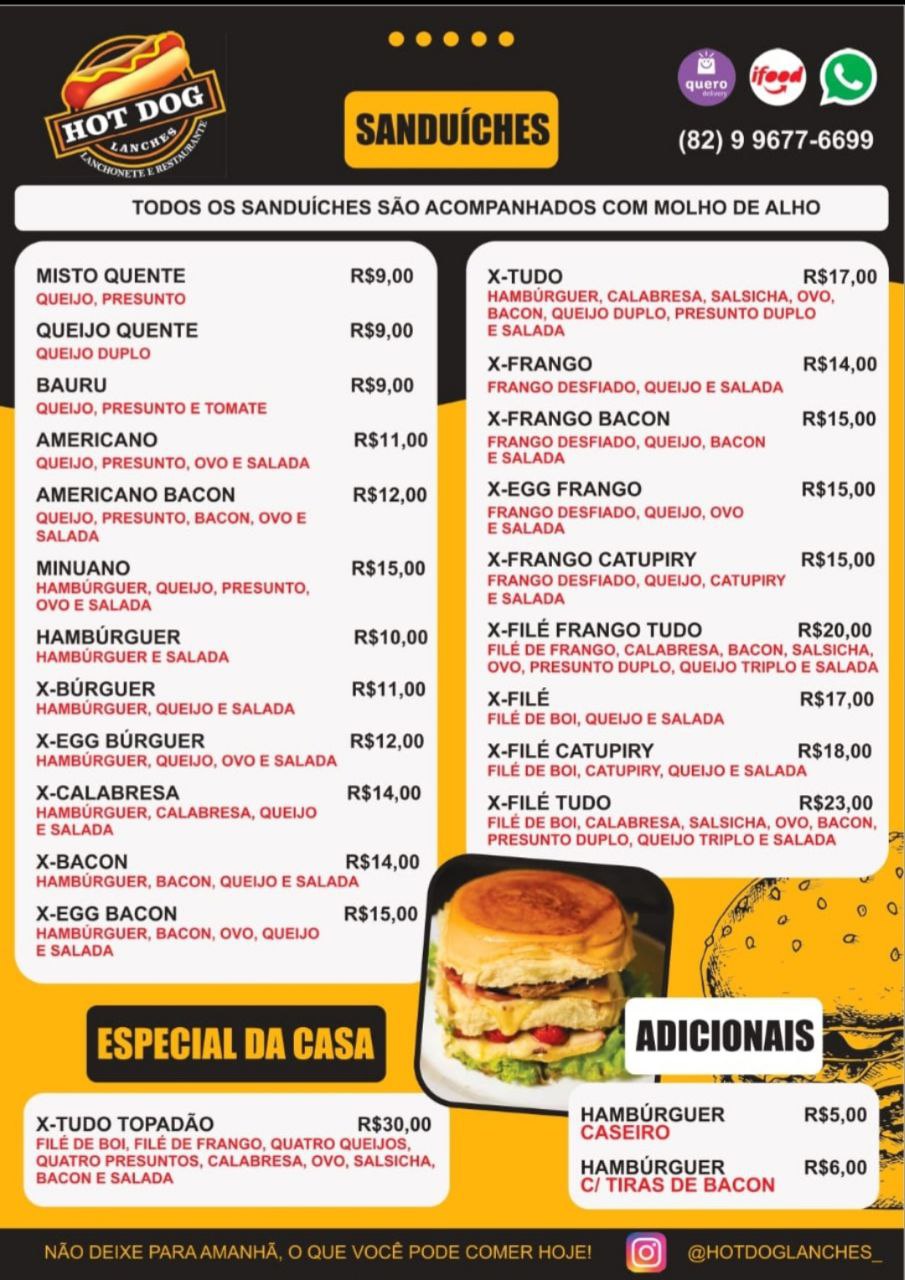 HOT DOG
LANCHES
LANCHONETE E RESTAURANTE
SANDUÍCHES
quero
delivery
ifood
(82) 9 9677-6699
TODOS OS SANDUÍCHES SÃO ACOMPANHADOS COM MOLHO DE ALHO
MISTO QUENTE R$9,00
QUEIJO, PRESUNTO
QUEIJO QUENTE R$9,00
QUEIJO DUPLO
BAURU R$9,00
QUEIJO, PRESUNTO E TOMATE
AMERICANO R$11,00
QUEIJO, PRESUNTO, OVO E SALADA
AMERICANO BACON R$12,00
QUEIJO, PRESUNTO, BACON, OVO E
SALADA
MINUANO R$15,00
HAMBÚRGUER, QUEIJO, PRESUNTO,
OVO E SALADA
HAMBÚRGUER R$10,00
HAMBÚRGUER E SALADA
X-BÚRGUER R$11,00
HAMBÚRGUER, QUEIJO E SALADA
X-EGG BÚRGUER R$12,00
HAMBÚRGUER, QUEIJO, OVO E SALADA
X-CALABRESA R$14,00
HAMBÚRGUER, CALABRESA, QUEIJO
E SALADA
X-BACON R$14,00
HAMBÚRGUER, BACON, QUEIJO E SALADA
X-EGG BACON R$15,00
HAMBÚRGUER, BACON, OVO, QUEIJO
E SALADA
X-TUDO R$17,00
HAMBÚRGUER, CALABRESA, SALSICHA, OVO,
BACON, QUEIJO DUPLO, PRESUNTO DUPLO
E SALADA
X-FRANGO R$14,00
FRANGO DESFIADO, QUEIJO E SALADA
X-FRANGO BACON R$15,00
FRANGO DESFIADO, QUEIJO, BACON
E SALADA
X-EGG FRANGO R$15,00
FRANGO DESFIADO, QUEIJO, OVO
E SALADA
X-FRANGO CATUPIRY R$15,00
FRANGO DESFIADO, QUEIJO, CATUPIRY
E SALADA
X-FILÉ FRANGO TUDO R$20,00
FILÉ DE FRANGO, CALABRESA, BACON, SALSICHA,
OVO, PRESUNTO DUPLO, QUEIJO TRIPLO E SALADA
X-FILÉ R$17,00
FILÉ DE BOI, QUEIJO E SALADA
X-FILÉ CATUPIRY R$18,00
FILÉ DE BOI, CATUPIRY, QUEIJO E SALADA
X-FILÉ TUDO R$23,00
FILÉ DE BOI, CALABRESA, SALSICHA, OVO, BACON,
PRESUNTO DUPLO, QUEIJO TRIPLO E SALADA
ESPECIAL DA CASA
X-TUDO TOPADÃO R$30,00
FILÉ DE BOI, FILÉ DE FRANGO, QUATRO QUEIJOS,
QUATRO PRESUNTOS, CALABRESA, OVO, SALSICHA,
BACON E SALADA
ADICIONAIS
HAMBÚRGUER R$5,00
CASEIRO
HAMBÚRGUER R$6,00
C/ TIRAS DE BACON
NÃO DEIXE PARA AMANHÃ, O QUE VOCÊ PODE COMER HOJE!
@HOTDOGLANCHES_